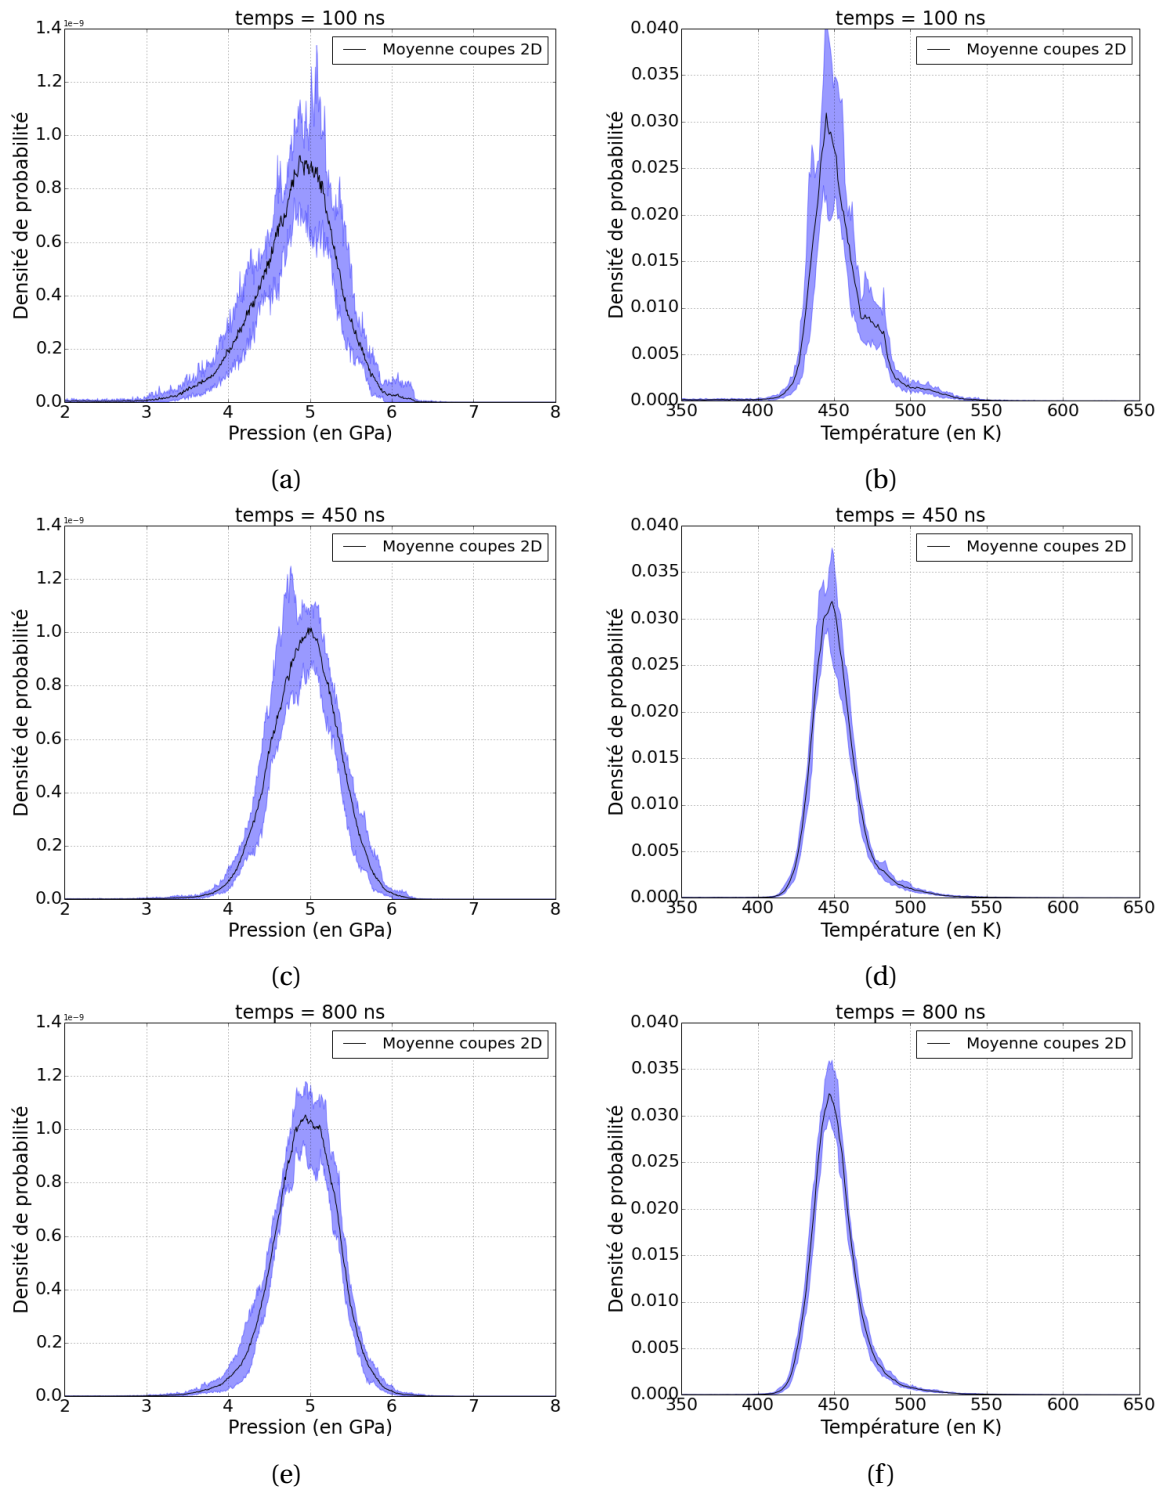 temps = 100 ns
1e−9
Moyenne coupes 2D
Densité de probabilité
1.4
1.2
1.0
0.8
0.6
0.4
0.2
0.0
2 3 4 5 6 7 8
Pression (en GPa)
(a)
temps = 100 ns
Moyenne coupes 2D
Densité de probabilité
0.040
0.035
0.030
0.025
0.020
0.015
0.010
0.005
0.000
350 400 450 500 550 600 650
Température (en K)
(b)
temps = 450 ns
1e−9
Moyenne coupes 2D
Densité de probabilité
1.4
1.2
1.0
0.8
0.6
0.4
0.2
0.0
2 3 4 5 6 7 8
Pression (en GPa)
(c)
temps = 450 ns
Moyenne coupes 2D
Densité de probabilité
0.040
0.035
0.030
0.025
0.020
0.015
0.010
0.005
0.000
350 400 450 500 550 600 650
Température (en K)
(d)
temps = 800 ns
1e−9
Moyenne coupes 2D
Densité de probabilité
1.4
1.2
1.0
0.8
0.6
0.4
0.2
0.0
2 3 4 5 6 7 8
Pression (en GPa)
(e)
temps = 800 ns
Moyenne coupes 2D
Densité de probabilité
0.040
0.035
0.030
0.025
0.020
0.015
0.010
0.005
0.000
350 400 450 500 550 600 650
Température (en K)
(f)